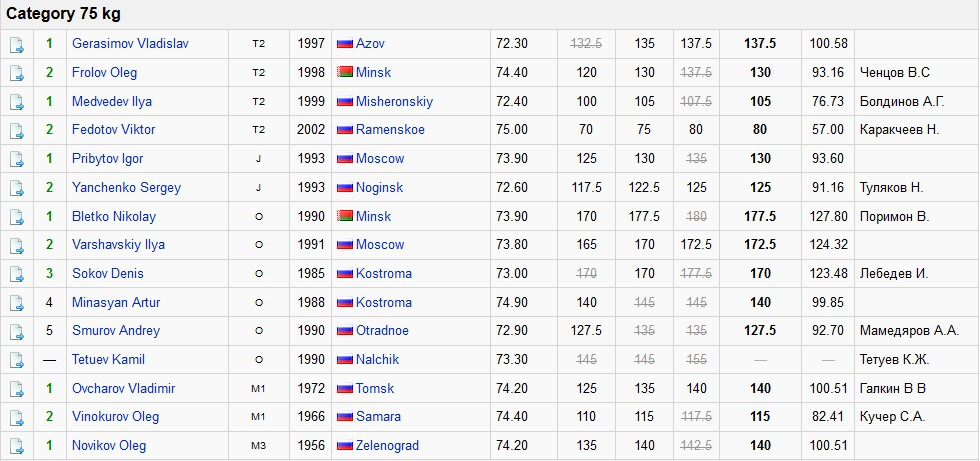 Category 75 kg
1 Gerasimov Vladislav T2 1997 Azov 72.30 132.5 135 137.5 137.5 100.58
2 Frolov Oleg T2 1998 Minsk 74.40 120 130 137.5 130 93.16 Ченцов В.С
1 Medvedev Ilya T2 1999 Misheronskiy 72.40 100 105 107.5 105 76.73 Болдинов А.Г.
2 Fedotov Viktor T2 2002 Ramenskoe 75.00 70 75 80 80 57.00 Каракчеев Н.
1 Pribytov Igor J 1993 Moscow 73.90 125 130 135 130 93.60
2 Yanchenko Sergey J 1993 Noginsk 72.60 117.5 122.5 125 125 91.16 Туляков Н.
1 Bletko Nikolay O 1990 Minsk 73.90 170 177.5 180 177.5 127.80 Поримон В.
2 Varshavskiy Ilya O 1991 Moscow 73.80 165 170 172.5 172.5 124.32
3 Sokov Denis O 1985 Kostroma 73.00 170 170 177.5 170 123.48 Лебедев И.
4 Minasyan Artur O 1988 Kostroma 74.90 140 145 145 140 99.85
5 Smurov Andrey O 1990 Otradnoe 72.90 127.5 135 135 127.5 92.70 Мамедяров А.А.
— Tetuev Kamil O 1990 Nalchik 73.30 145 145 155 — — Тетуев К.Ж.
1 Ovcharov Vladimir M1 1972 Tomsk 74.20 125 135 140 140 100.51 Галкин В В
2 Vinokurov Oleg M1 1966 Samara 74.40 110 115 117.5 115 82.41 Кучер С.А.
1 Novikov Oleg M3 1956 Zelenograd 74.20 135 140 142.5 140 100.51